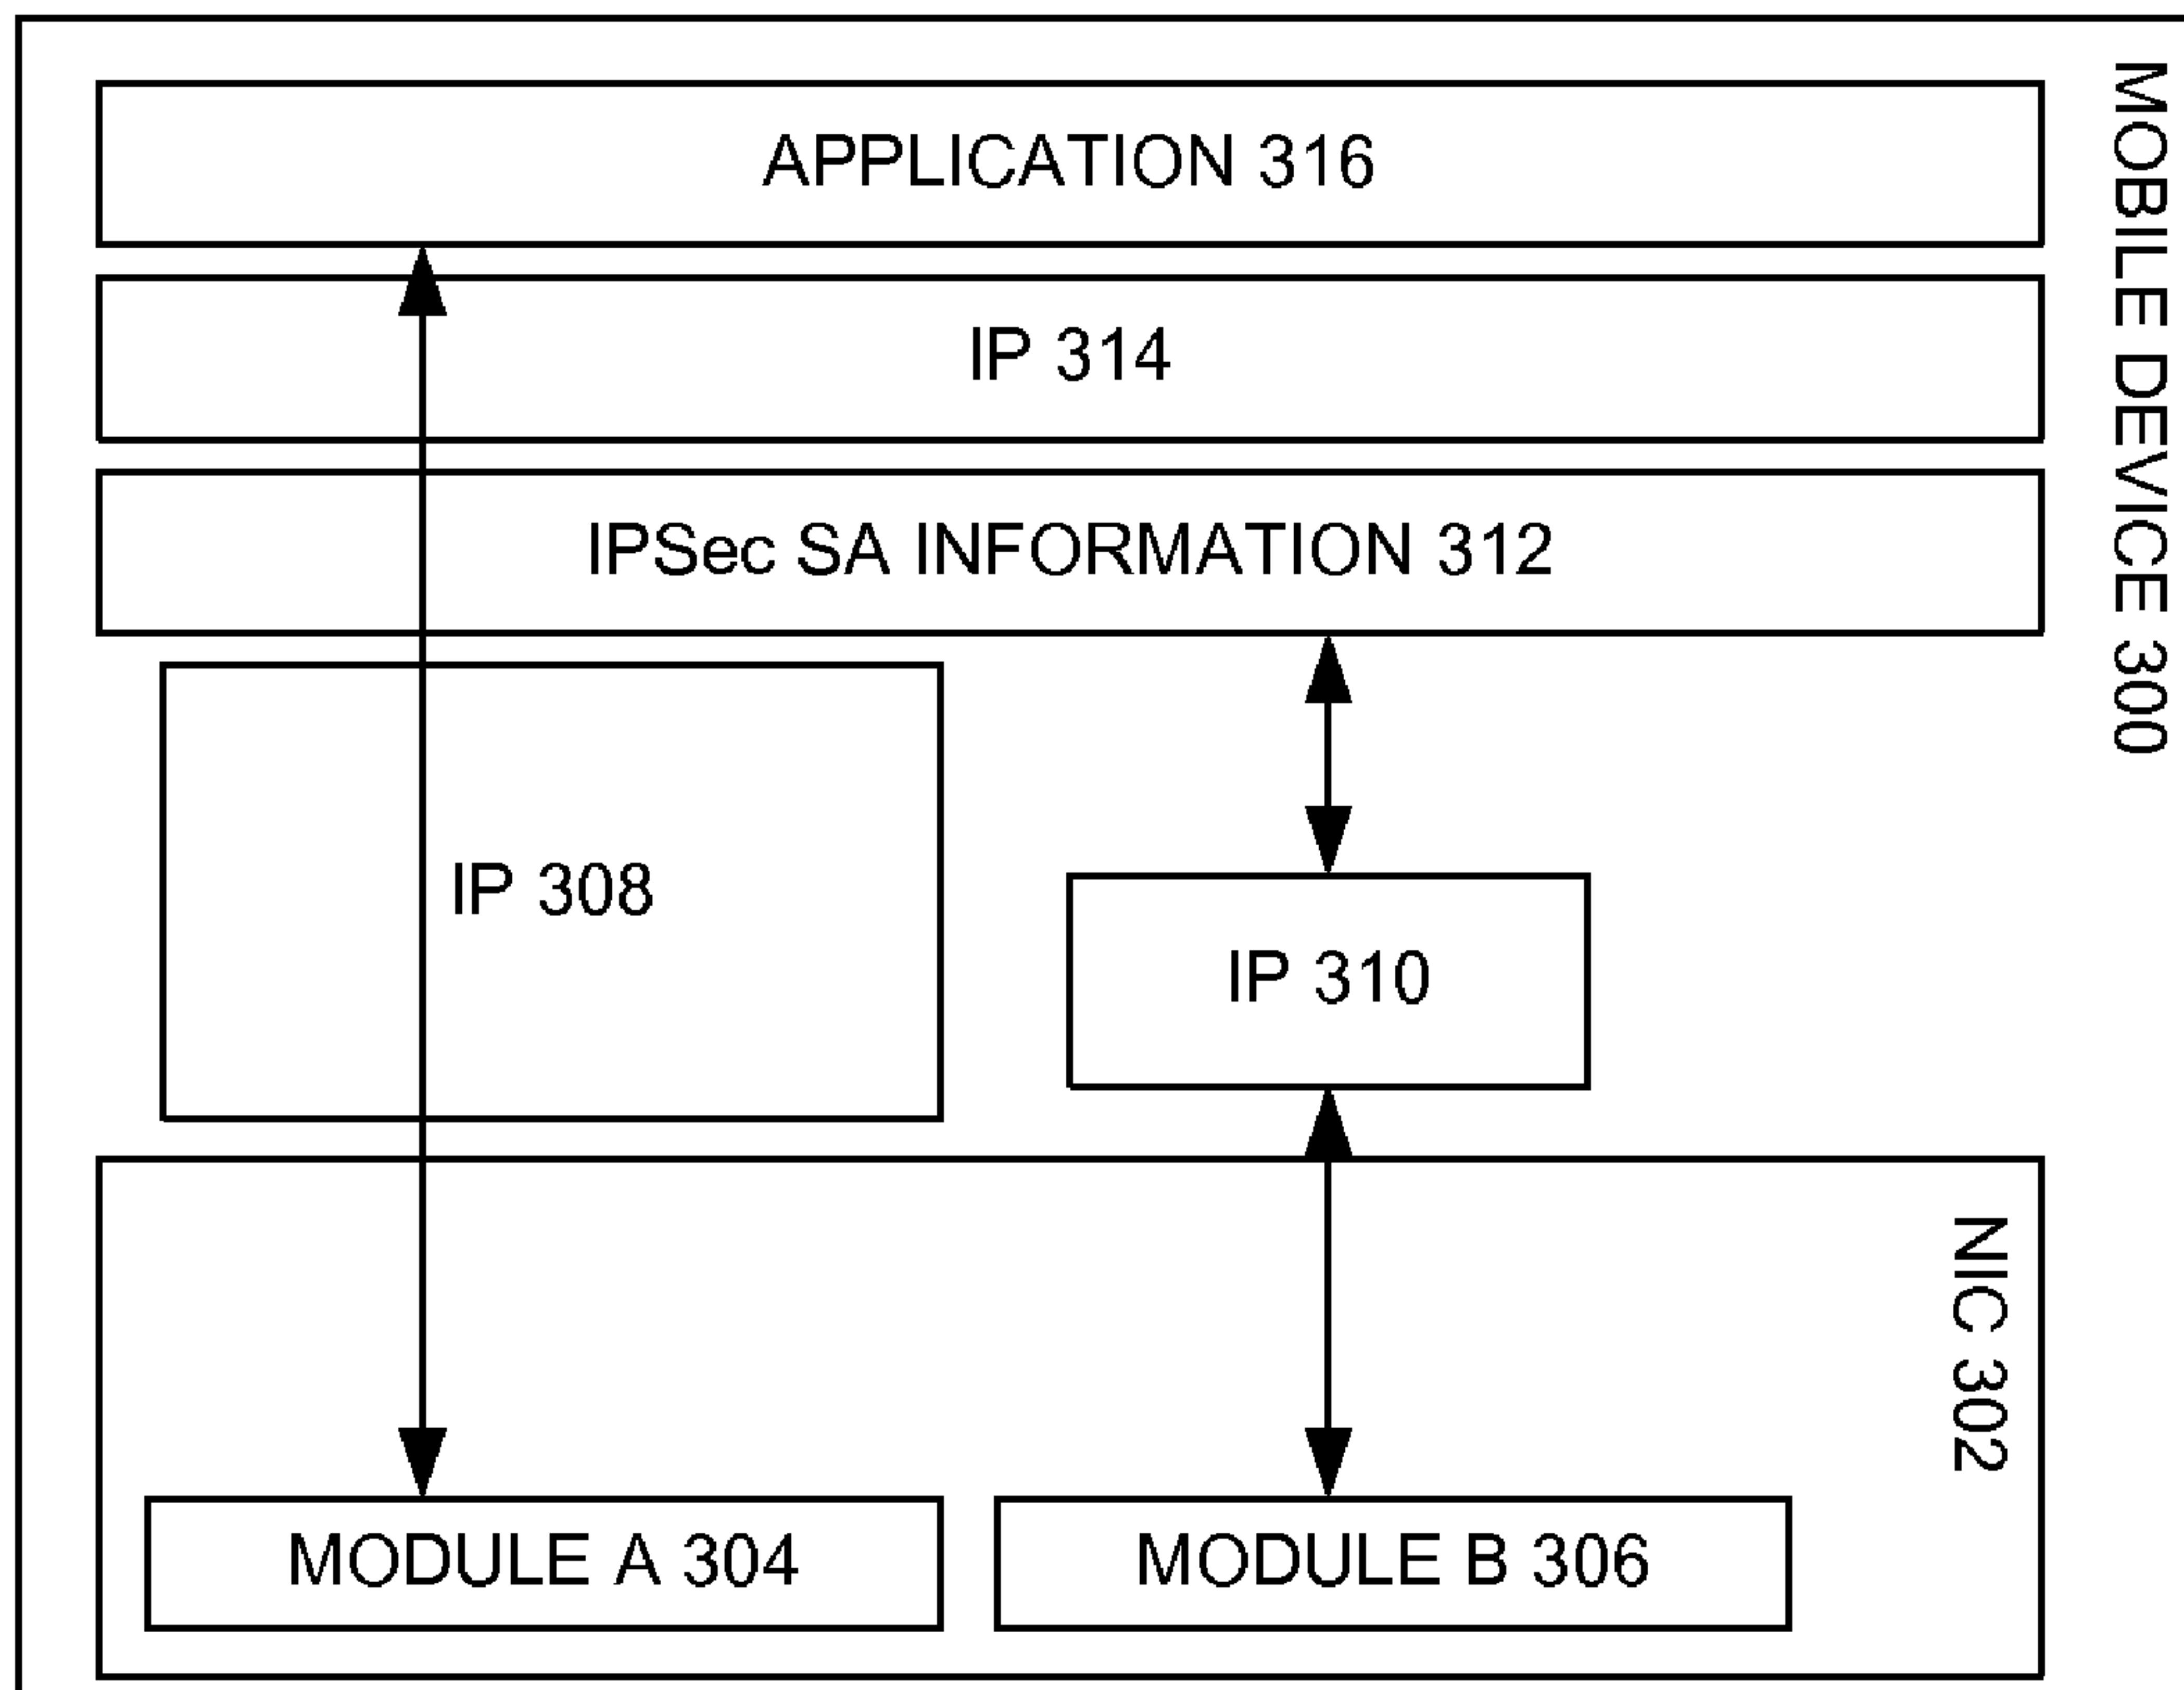 MOBILE DEVICE 300
APPLICATION 316
IP 314
IPSec SA INFORMATION 312
IP 308
IP 310
NIC 302
MODULE A 304
MODULE B 306